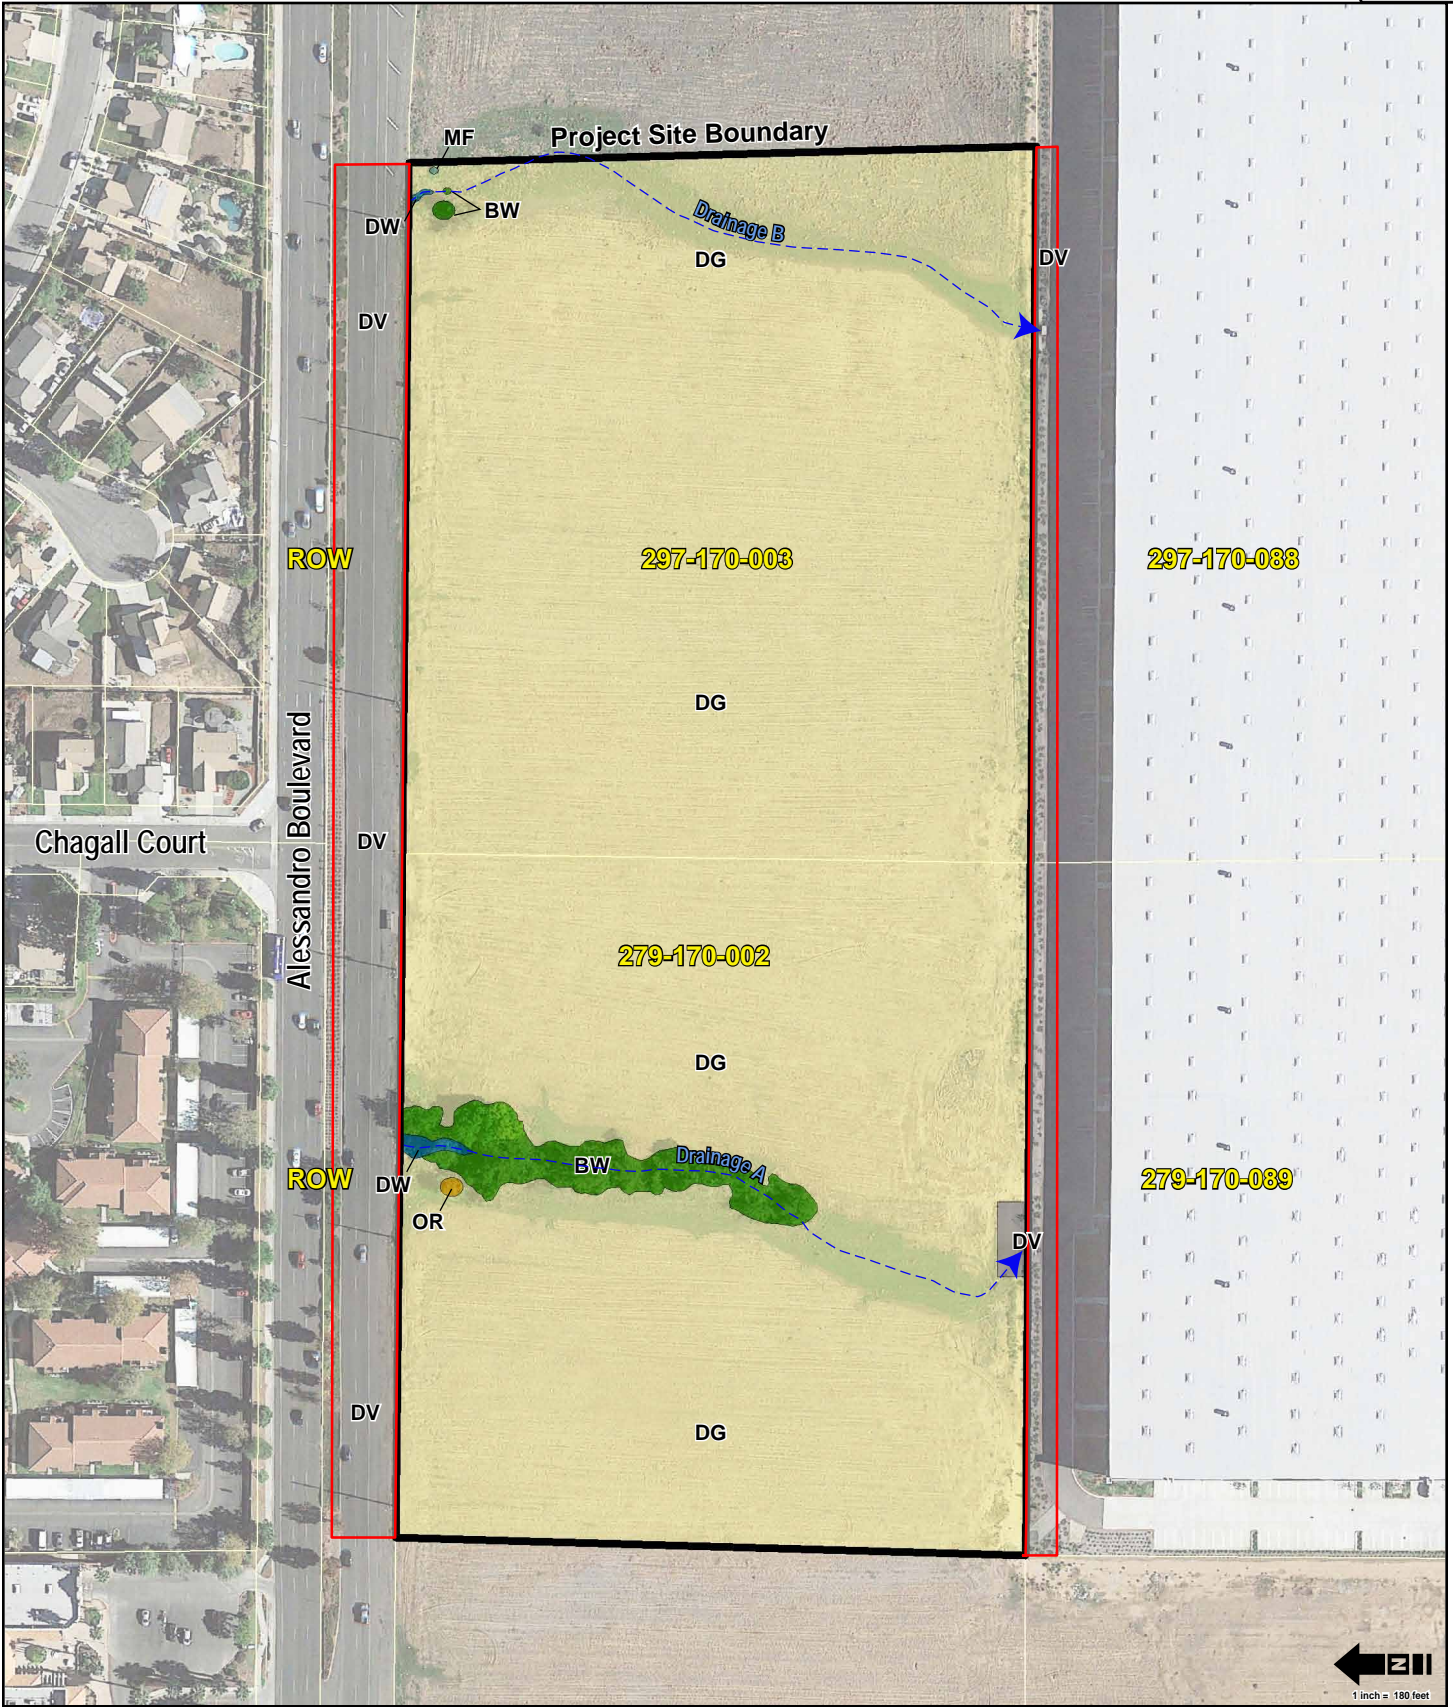 MF
Project Site Boundary
BW
DW
Drainage B
DG
DV
DV
ROW
297-170-003
297-170-088
DG
Alessandro Boulevard
Chagall Court
DV
279-170-002
DG
BW
Drainage A
ROW
DW
279-170-089
OR
DV
DV
DG
N
1 inch = 180 feet